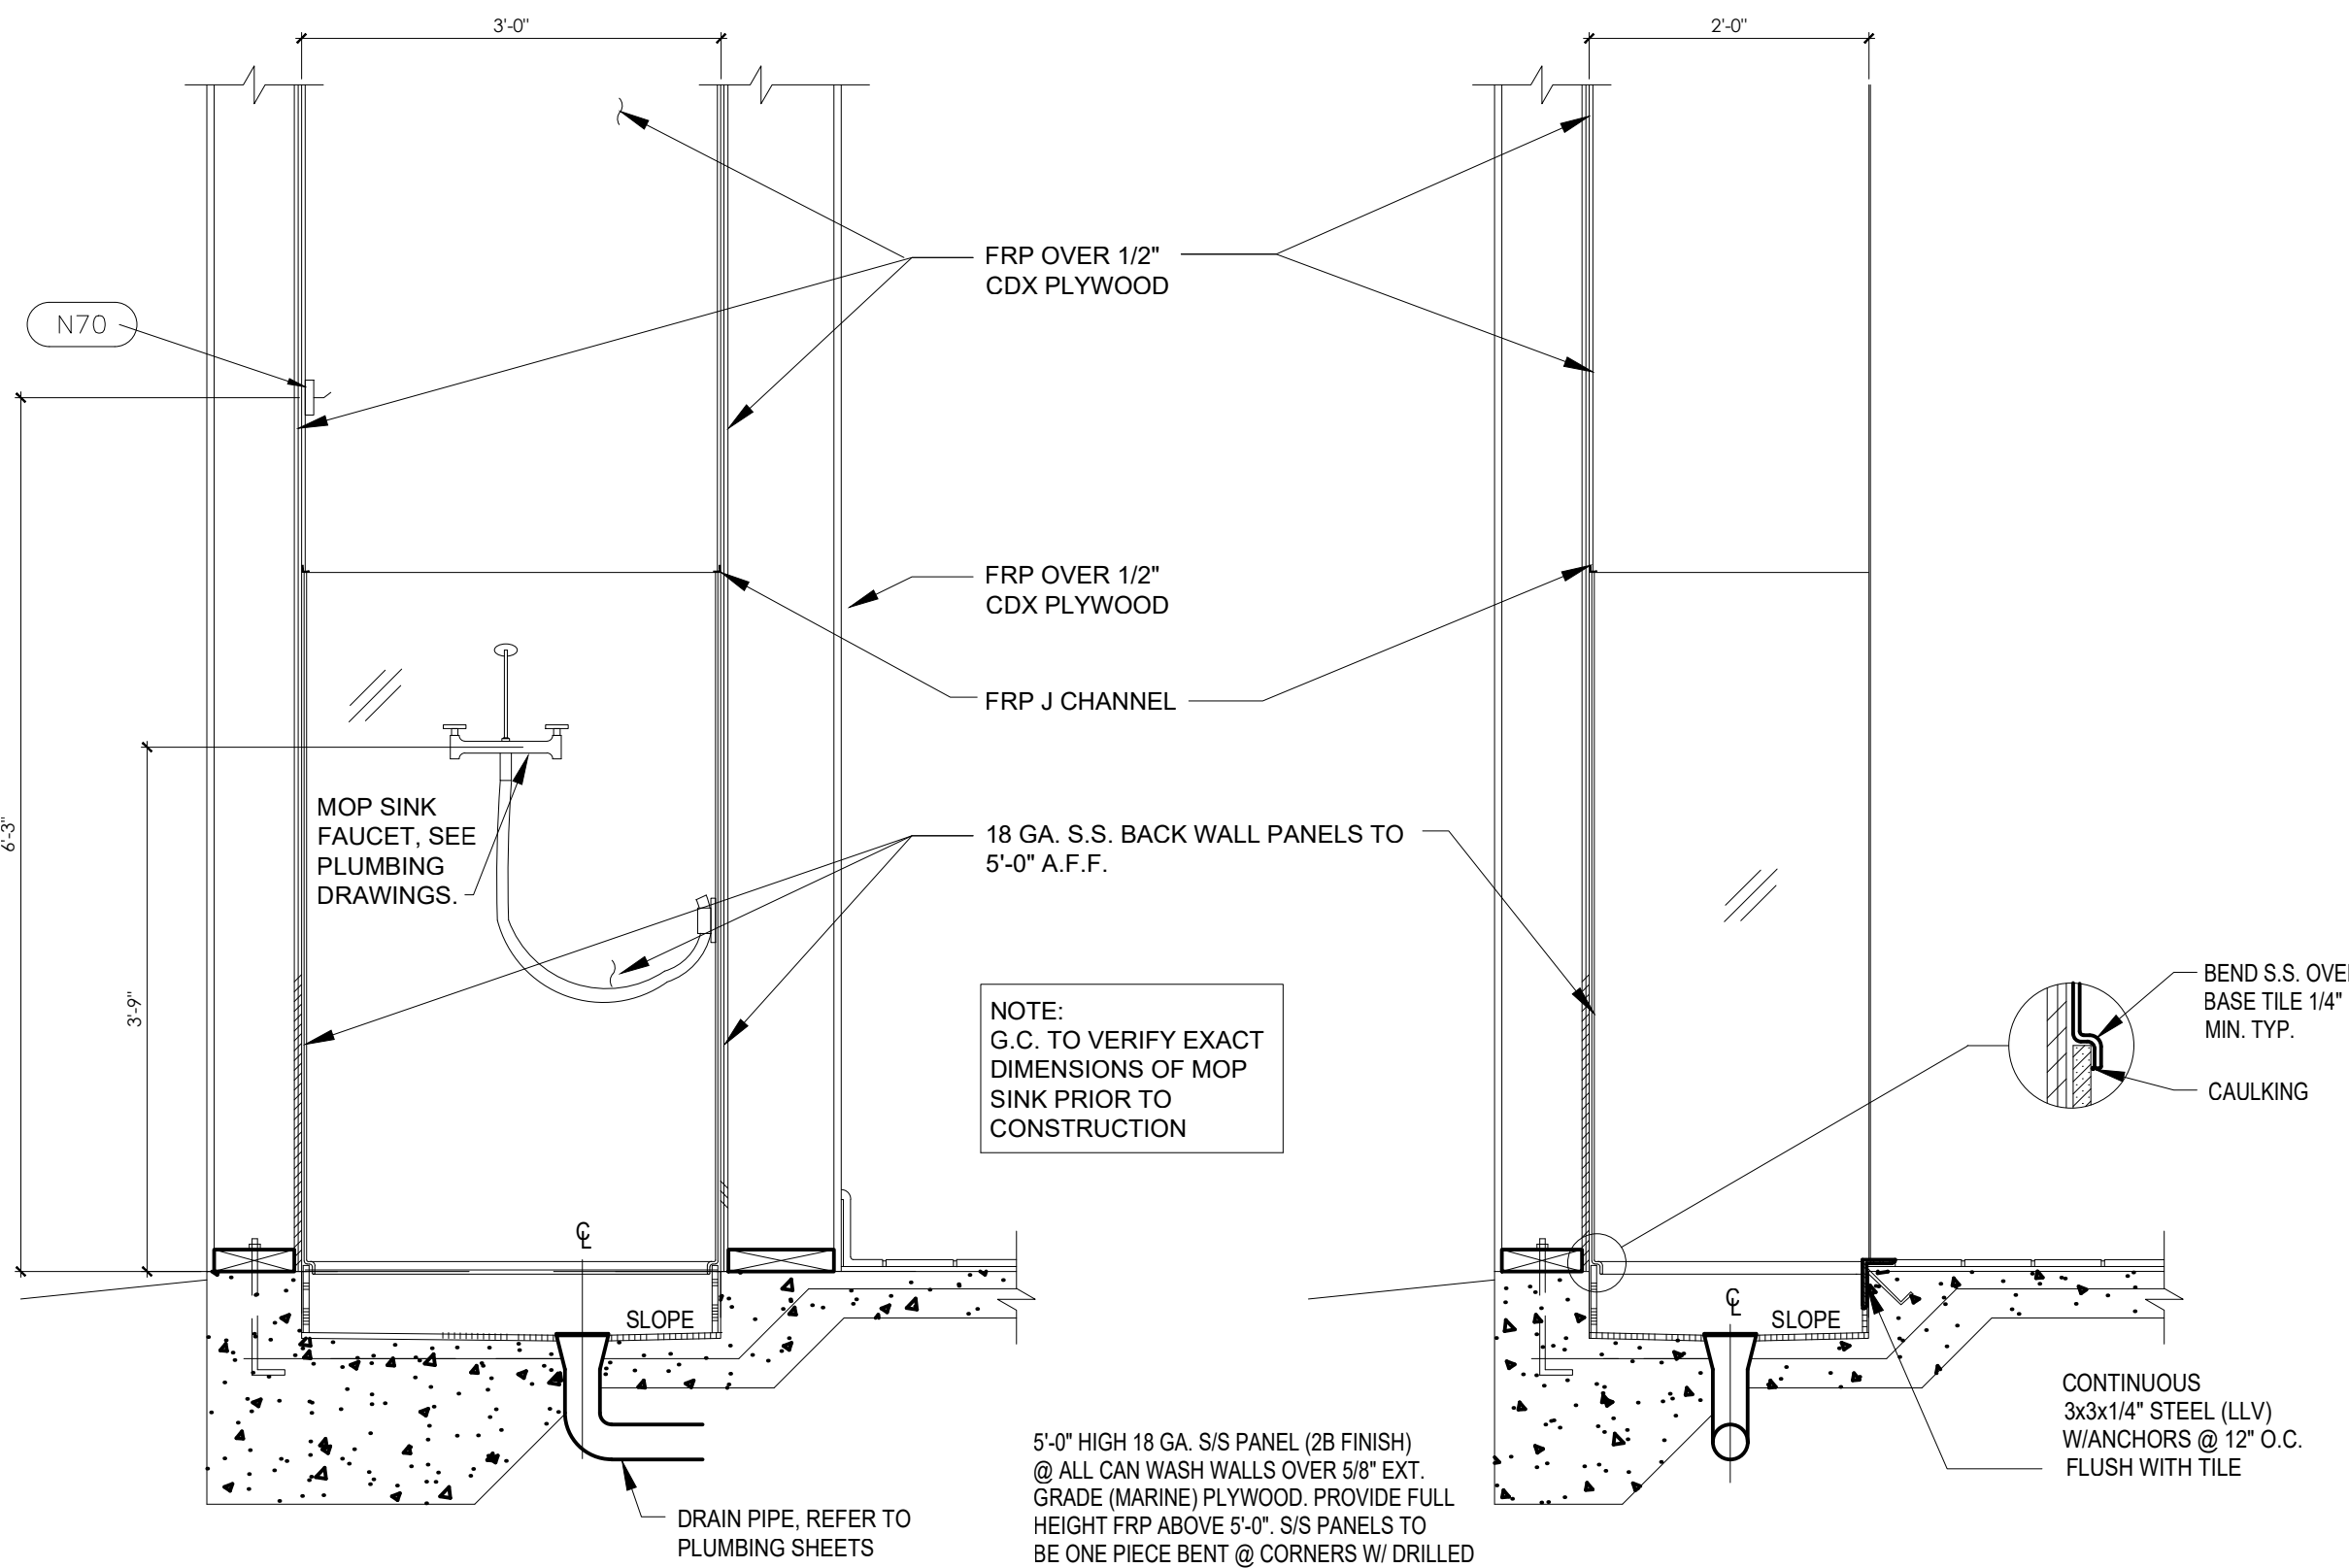 3'-0"
2'-0"
FRP OVER 1/2"
CDX PLYWOOD
N70
FRP OVER 1/2"
CDX PLYWOOD
FRP J CHANNEL
MOP SINK
FAUCET, SEE
PLUMBING
DRAWINGS.
6'-3"
3'-9"
18 GA. S.S. BACK WALL PANELS TO
5'-0" A.F.F.
NOTE:
G.C. TO VERIFY EXACT
DIMENSIONS OF MOP
SINK PRIOR TO
CONSTRUCTION
BEND S.S. OVE
BASE TILE 1/4"
MIN. TYP.
CAULKING
CL
SLOPE
CL
SLOPE
CONTINUOUS
3x3x1/4" STEEL (LLV)
W/ANCHORS @ 12" O.C.
FLUSH WITH TILE
DRAIN PIPE, REFER TO
PLUMBING SHEETS
5'-0" HIGH 18 GA. S/S PANEL (2B FINISH)
@ ALL CAN WASH WALLS OVER 5/8" EXT.
GRADE (MARINE) PLYWOOD. PROVIDE FULL
HEIGHT FRP ABOVE 5'-0". S/S PANELS TO
BE ONE PIECE BENT @ CORNERS W/ DRILLED